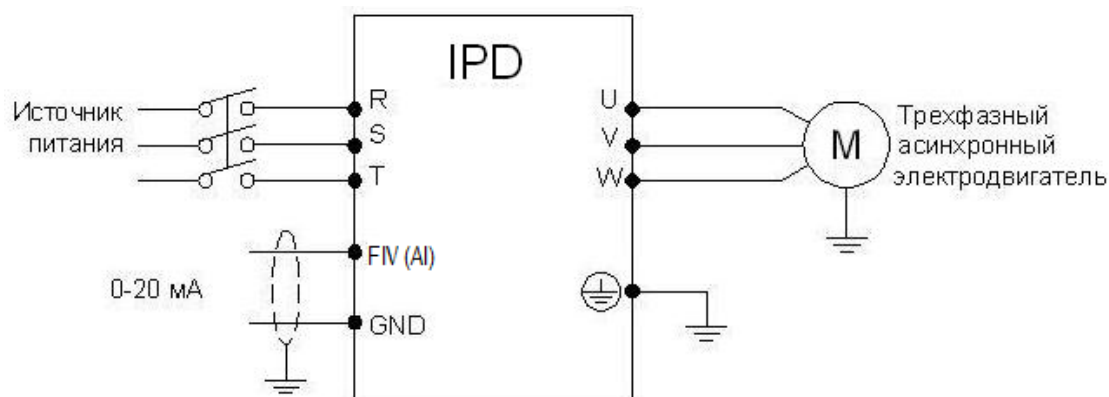 IPD
Источник
питания
R
S
T
U
V
W
M
Трехфазный
асинхронный
электродвигатель
0-20 мА
FIV (AI)
GND